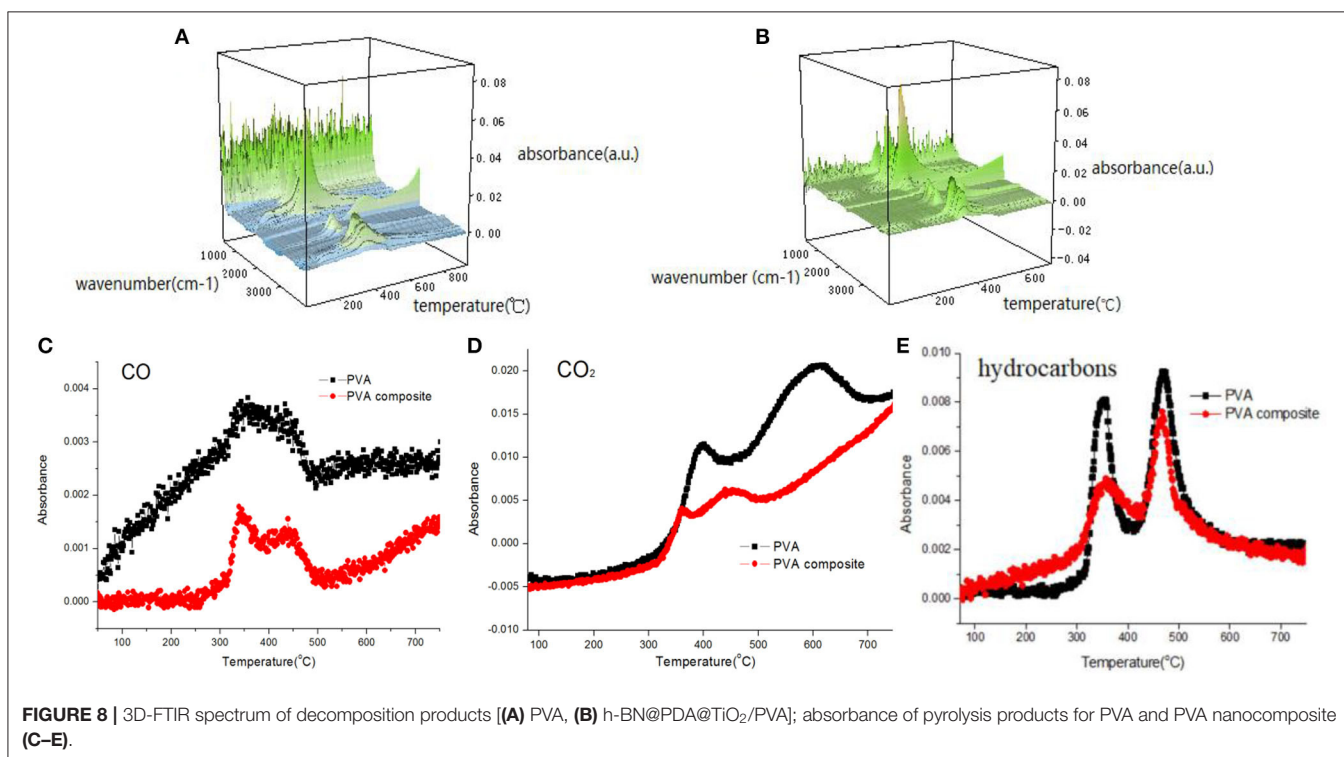 A
0.08
0.06
absorbance(a.u.)
0.04
0.02
0.00
1000
2000
3000
wavenumber(cm-1)
800
600
400
200
temperature(℃)
B
0.08
0.06
0.04
absorbance(a.u.)
0.02
0.00
−0.02
−0.04
1000
2000
3000
wavenumber (cm-1)
600
400
200
temperature(℃)
C
CO
PVA
PVA composite
0.004
0.003
0.002
0.001
0.000
Absorbance
100 200 300 400 500 600 700
Temperature(°C)
D
CO₂
0.020
0.015
0.010
0.005
0.000
-0.005
-0.010
Absorbance
PVA
PVA composite
100 200 300 400 500 600 700
Temperature(°C)
E
hydrocarbons
PVA
PVA composite
0.010
0.008
0.006
0.004
0.002
0.000
Absorbance
100 200 300 400 500 600 700
Temperature(°C)
FIGURE 8 | 3D-FTIR spectrum of decomposition products [(A) PVA, (B) h-BN@PDA@TiO₂/PVA]; absorbance of pyrolysis products for PVA and PVA nanocomposite
(C–E).